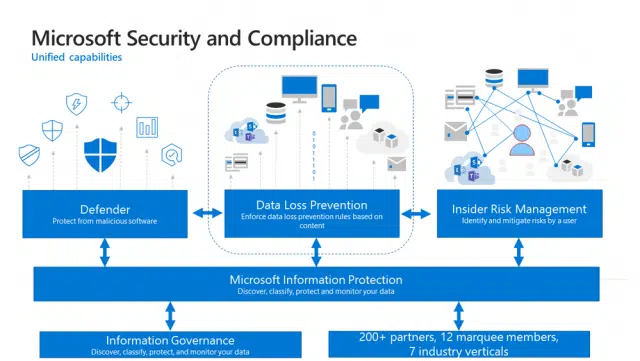 Microsoft Security and Compliance
Unified capabilities
Defender
Protect from malicious software
Data Loss Prevention
Enforce data loss prevention rules based on
content
Insider Risk Management
Identify and mitigate risks by a user
Microsoft Information Protection
Discover, classify, protect and monitor your data
Information Governance
Discover, classify, protect, and monitor your data
200+ partners, 12 marquee members,
7 industry verticals